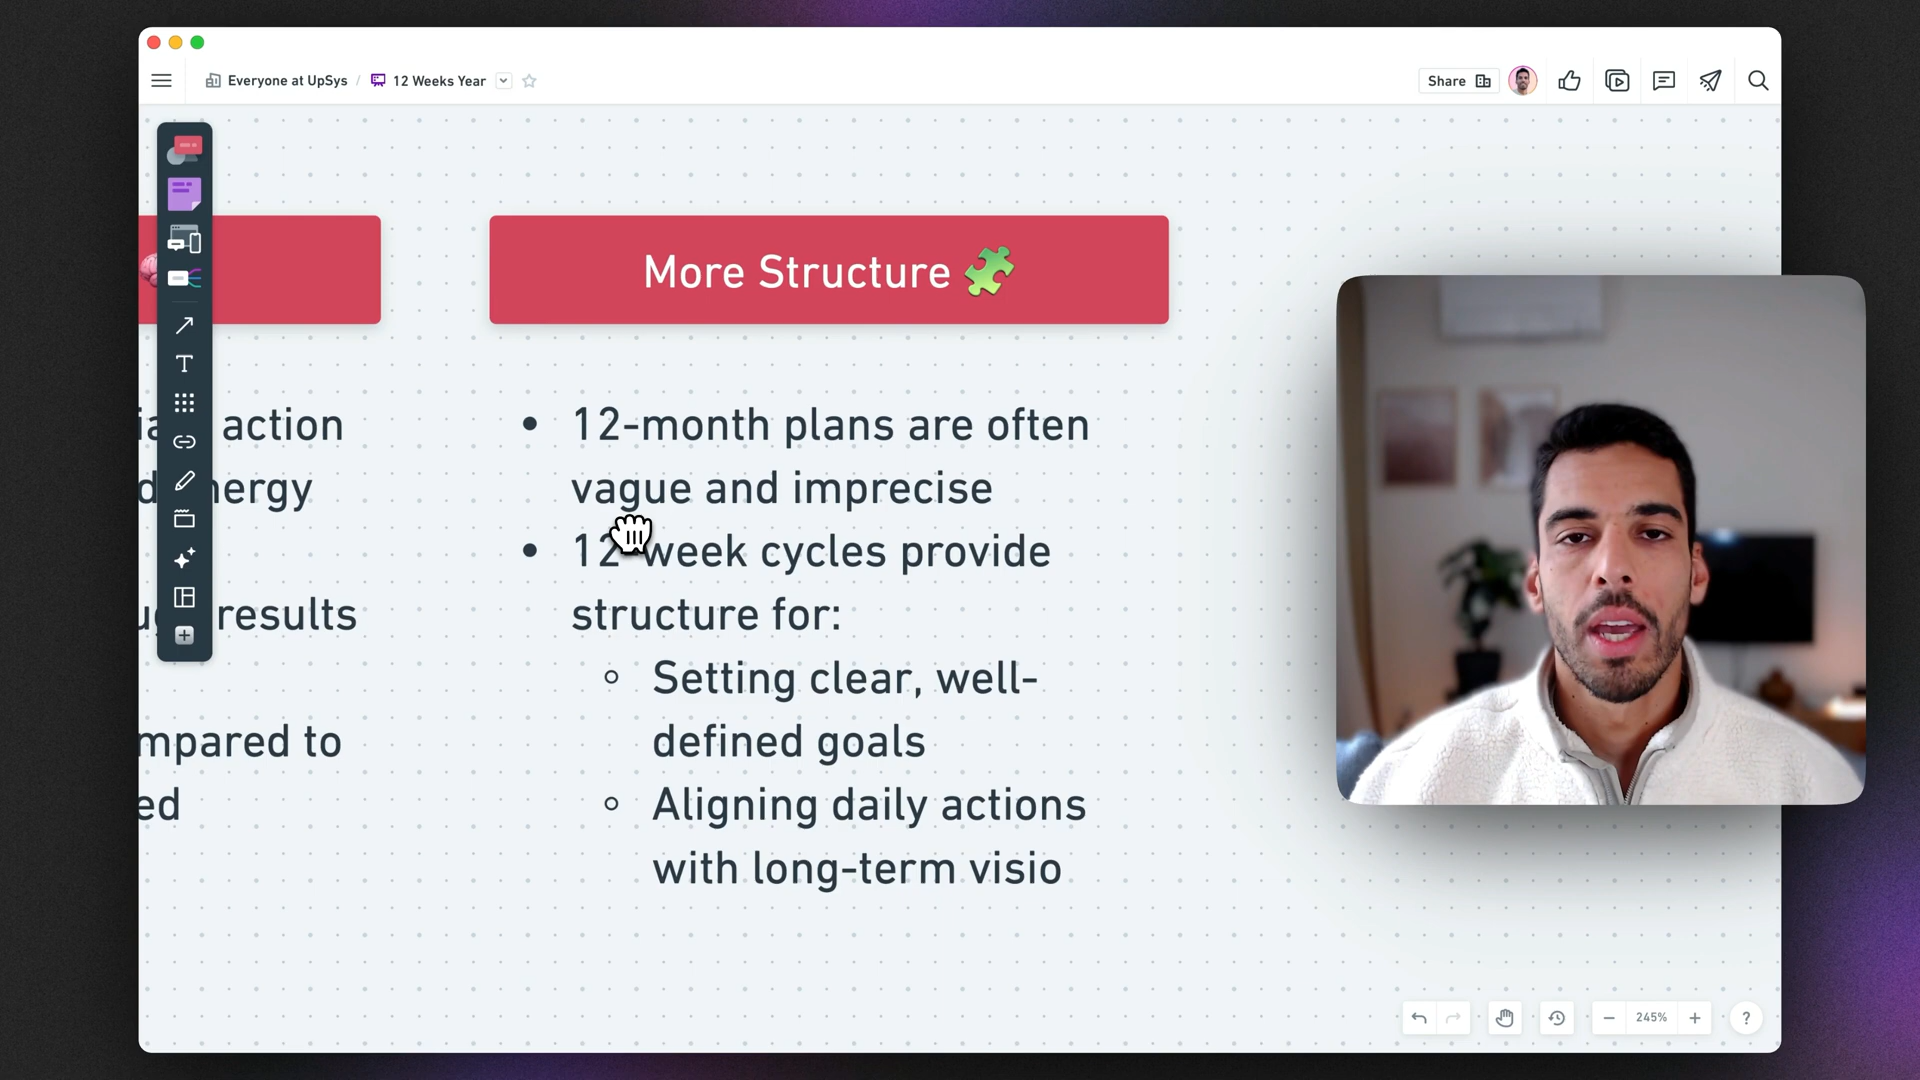 Everyone at UpSys / 12 Weeks Year
Share
More Structure
action
results
mpared to
ed
• 12-month plans are often
vague and imprecise
• 12-week cycles provide
structure for:
◦ Setting clear, well-
defined goals
◦ Aligning daily actions
with long-term visio
245%
?